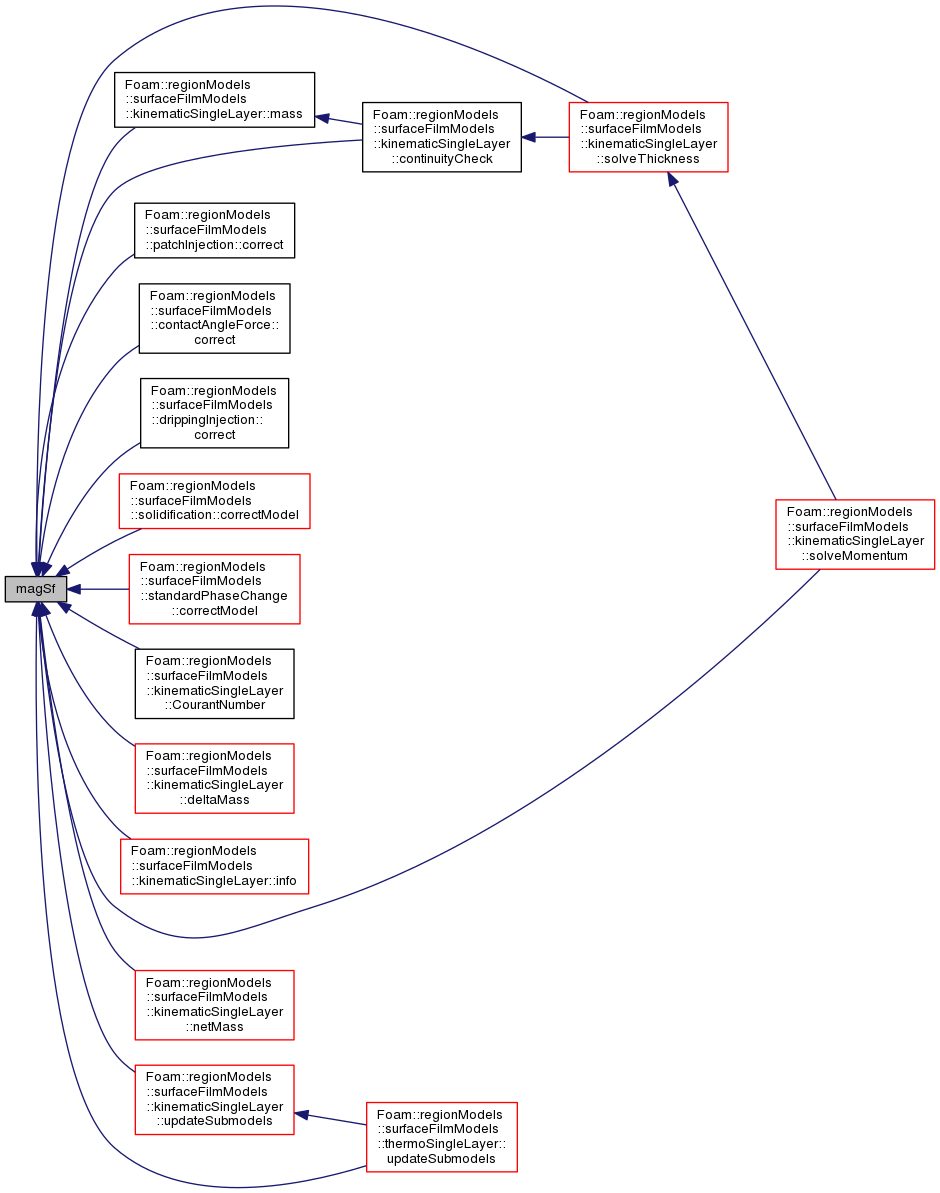 Foam::regionModels
::surfaceFilmModels
::kinematicSingleLayer::mass
Foam::regionModels
::surfaceFilmModels
::kinematicSingleLayer
::continuityCheck
Foam::regionModels
::surfaceFilmModels
::kinematicSingleLayer
::solveThickness
Foam::regionModels
::surfaceFilmModels
::patchInjection::correct
Foam::regionModels
::surfaceFilmModels
::contactAngleForce::
correct
Foam::regionModels
::surfaceFilmModels
::drippingInjection::
correct
Foam::regionModels
::surfaceFilmModels
::solidification::correctModel
Foam::regionModels
::surfaceFilmModels
::kinematicSingleLayer
::solveMomentum
magSf
Foam::regionModels
::surfaceFilmModels
::standardPhaseChange
::correctModel
Foam::regionModels
::surfaceFilmModels
::kinematicSingleLayer
::CourantNumber
Foam::regionModels
::surfaceFilmModels
::kinematicSingleLayer
::deltaMass
Foam::regionModels
::surfaceFilmModels
::kinematicSingleLayer::info
Foam::regionModels
::surfaceFilmModels
::kinematicSingleLayer
::netMass
Foam::regionModels
::surfaceFilmModels
::kinematicSingleLayer
::updateSubmodels
Foam::regionModels
::surfaceFilmModels
::thermoSingleLayer::
updateSubmodels